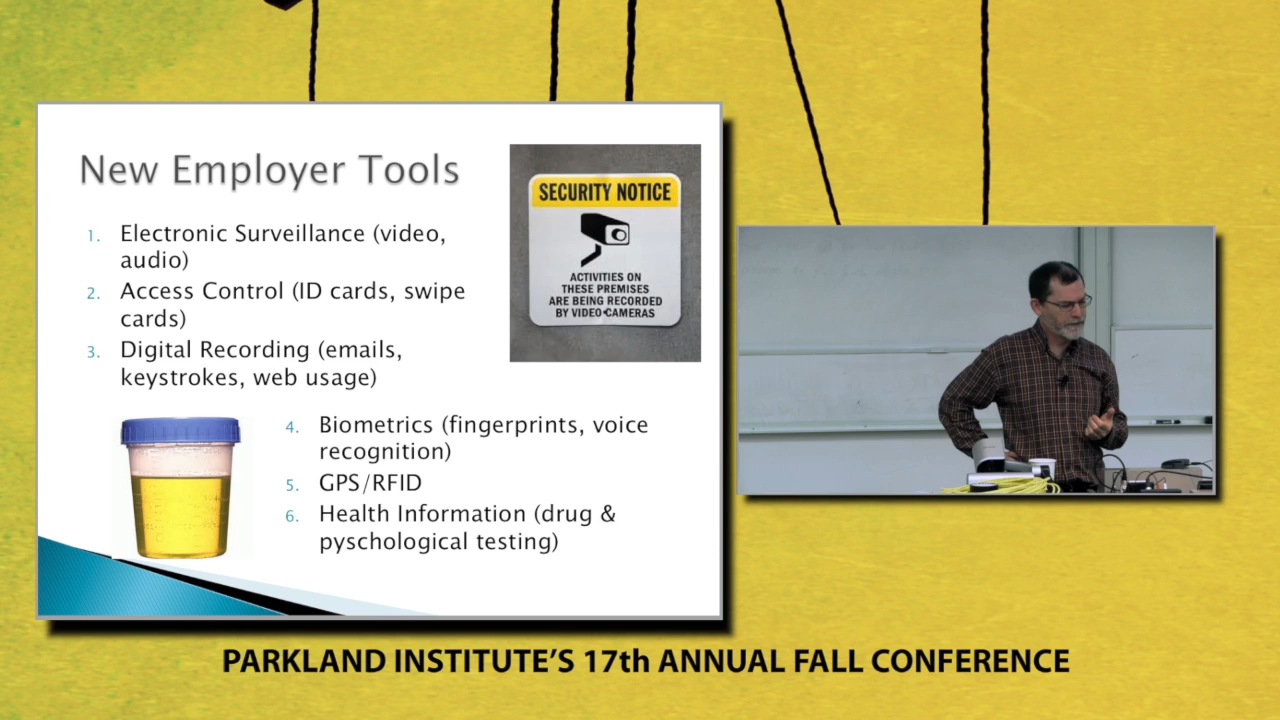 New Employer Tools
1. Electronic Surveillance (video,
audio)
2. Access Control (ID cards, swipe
cards)
3. Digital Recording (emails,
keystrokes, web usage)
4. Biometrics (fingerprints, voice
recognition)
5. GPS/RFID
6. Health Information (drug &
pyschological testing)
SECURITY NOTICE
ACTIVITIES ON
THESE PREMISES
ARE BEING RECORDED
BY VIDEO CAMERAS
PARKLAND INSTITUTE'S 17th ANNUAL FALL CONFERENCE